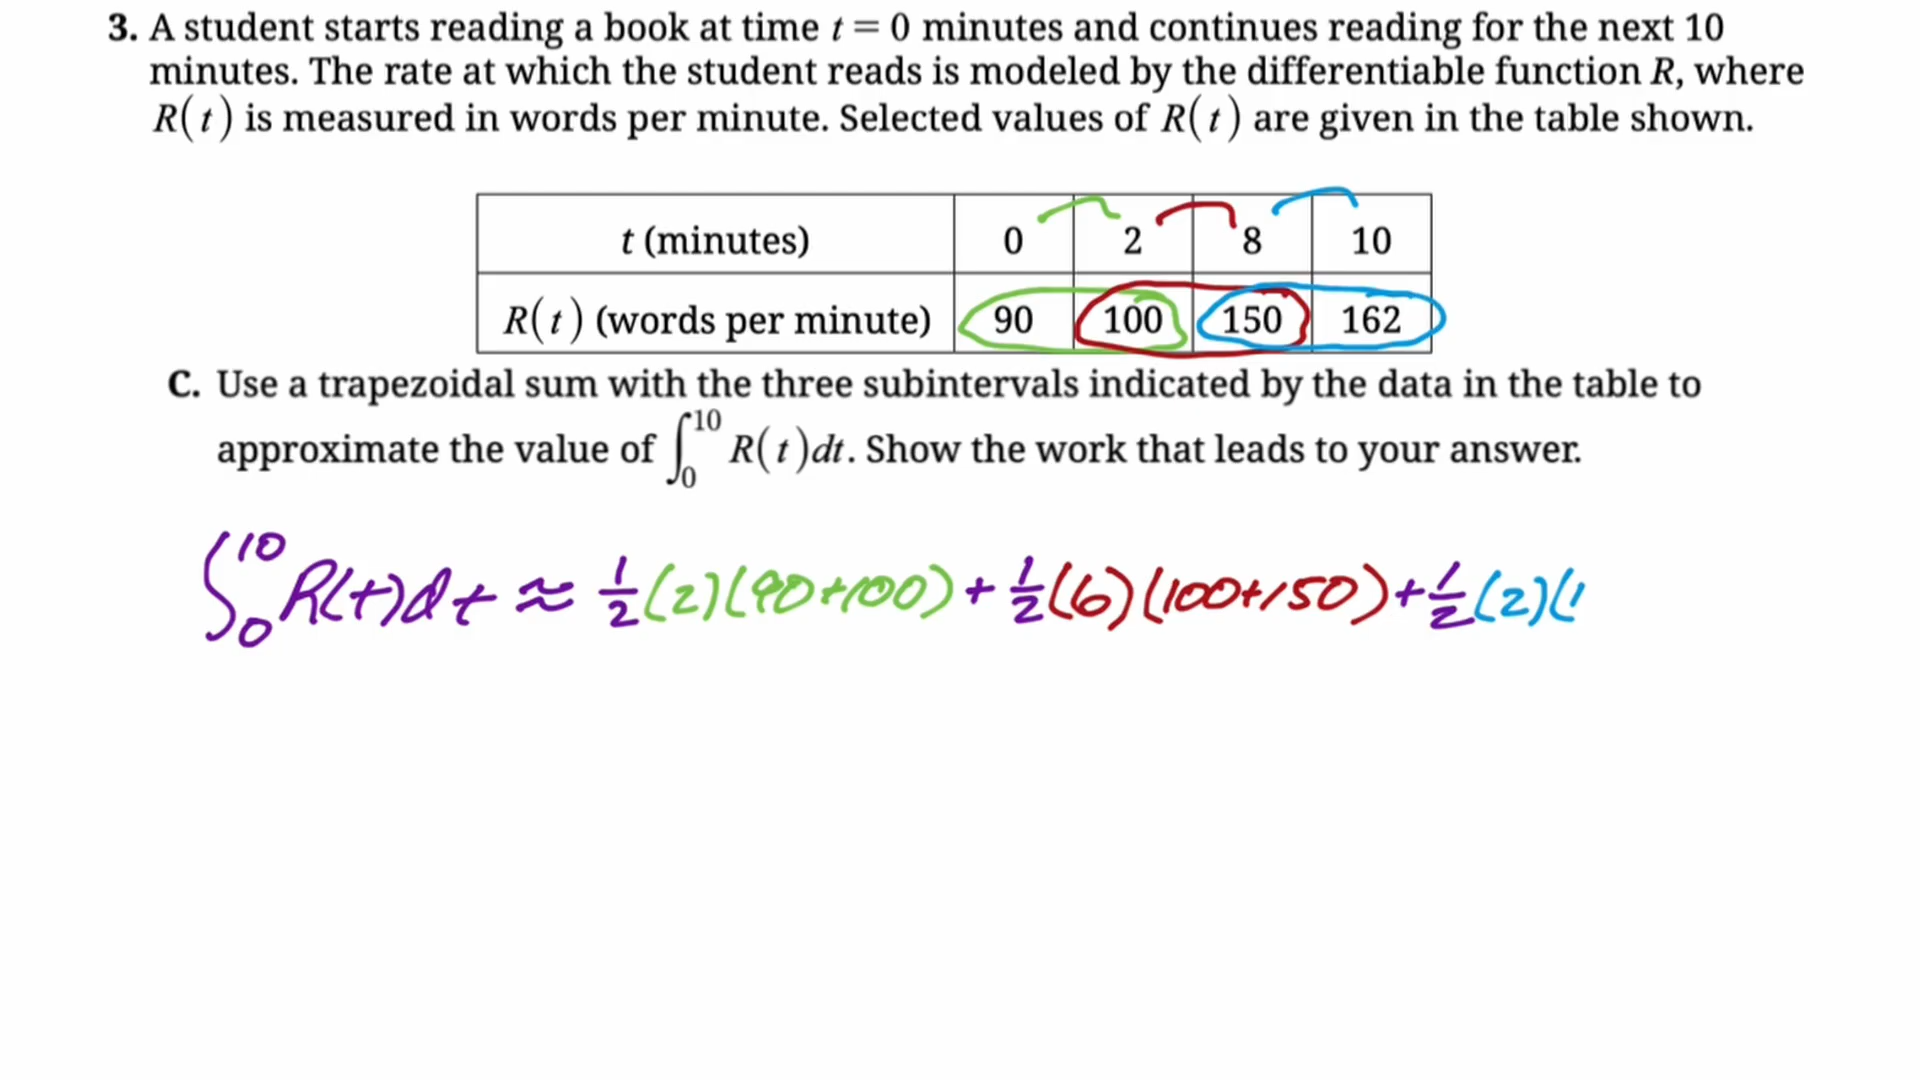 3. A student starts reading a book at time t = 0 minutes and continues reading for the next 10
minutes. The rate at which the student reads is modeled by the differentiable function R, where
R(t) is measured in words per minute. Selected values of R(t) are given in the table shown.
t (minutes) 0 2 8 10
R(t) (words per minute) 90 100 150 162
C. Use a trapezoidal sum with the three subintervals indicated by the data in the table to
approximate the value of ∫₀¹⁰ R(t)dt. Show the work that leads to your answer.
∫₀¹⁰ R(t)dt ≈ ½(2)(90+100)+½(6)(100+150)+½(2)(1